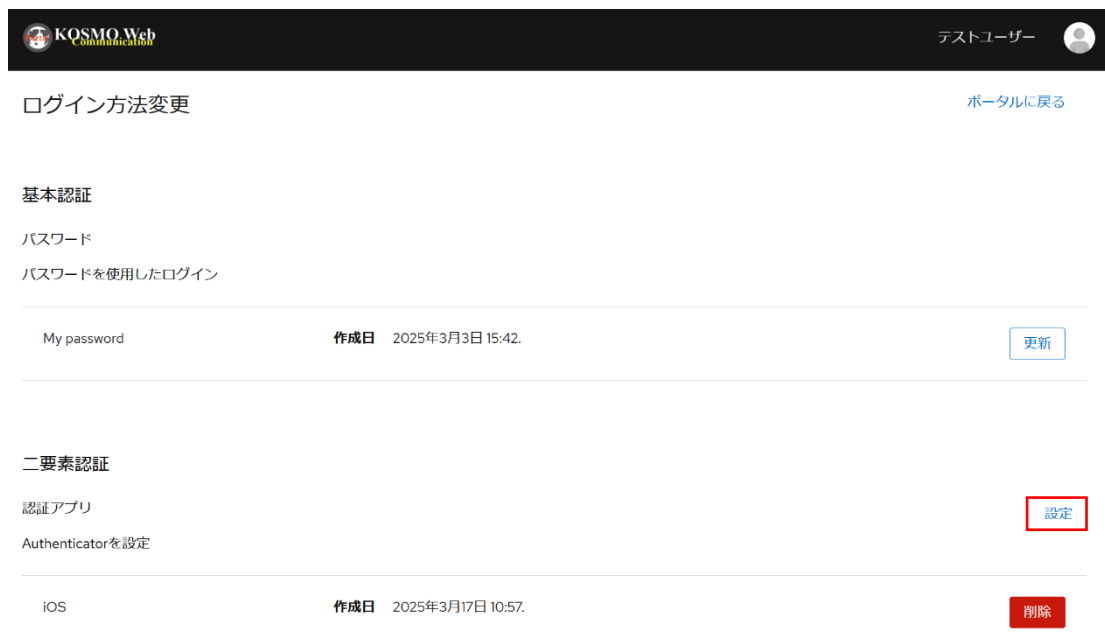 KOSMO Web
Communication
テストユーザー
ログイン方法変更
ポータルに戻る
基本認証
パスワード
パスワードを使用したログイン
My password 作成日 2025年3月3日 15:42. 更新
二要素認証
認証アプリ 設定
Authenticatorを設定
iOS 作成日 2025年3月17日 10:57. 削除